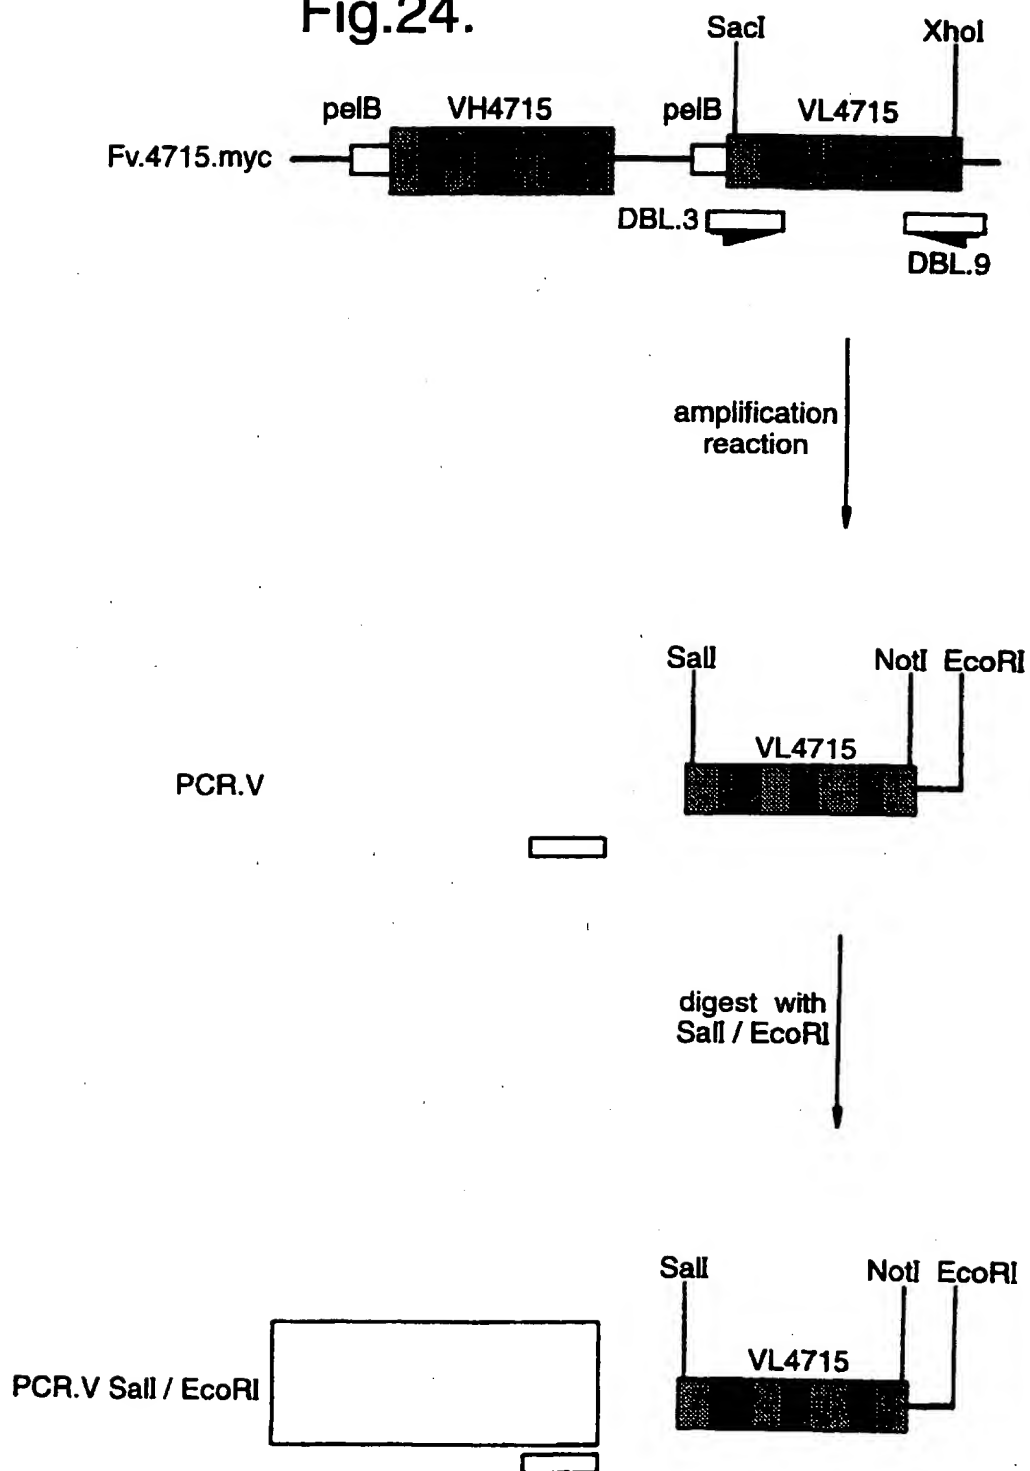 Fig.24.
SacI XhoI
pelB VH4715 pelB VL4715
Fv.4715.myc
DBL.3
DBL.9
amplification
reaction
SalI NotI EcoRI
VL4715
PCR.V
digest with
SalI / EcoRI
SalI NotI EcoRI
VL4715
PCR.V SalI / EcoRI